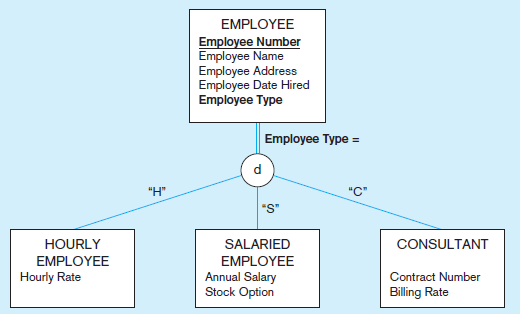 EMPLOYEE
Employee Number
Employee Name
Employee Address
Employee Date Hired
Employee Type
Employee Type =
d
“H”
“S”
“C”
HOURLY
EMPLOYEE
Hourly Rate
SALARIED
EMPLOYEE
Annual Salary
Stock Option
CONSULTANT
Contract Number
Billing Rate